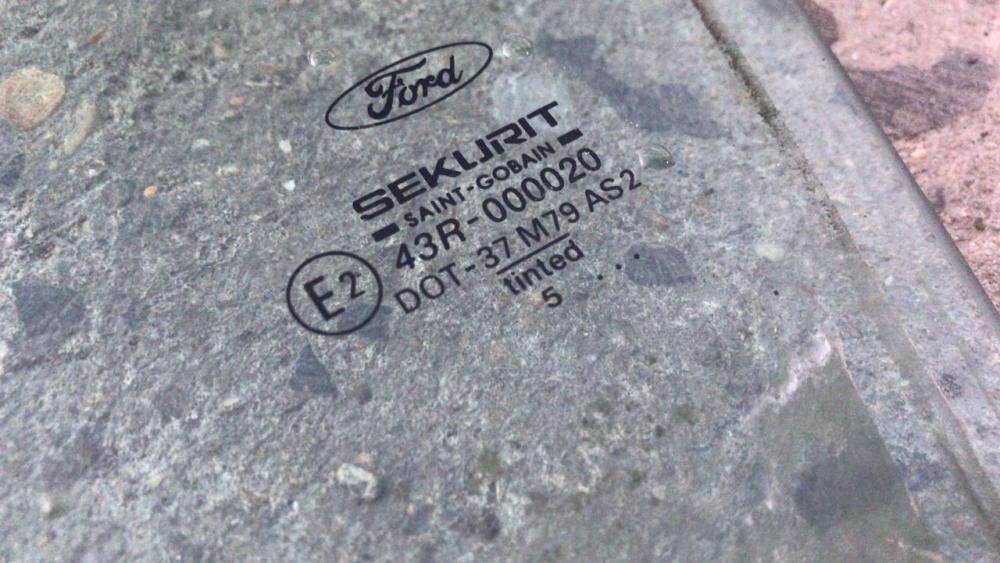 Ford
SEKURIT
SAINT-GOBAIN
43R-000020
E2
DOT-37 M79 AS2
tinted
5 ...